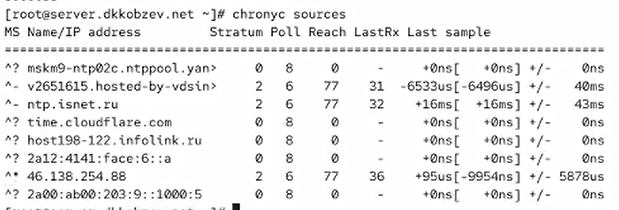 [root@server.dkkobzev.net ~]# chronyc sources
MS Name/IP address         Stratum Poll Reach LastRx Last sample
===============================================================================
^? mskm9-ntp02c.ntppool.yan>     0   8     0     -     +0ns[   +0ns] +/-    0ns
^- v2651615.hosted-by-vdsin>     2   6    77    31  -6533us[-6496us] +/-   40ms
^- ntp.isnet.ru                  2   6    77    32    +16ms[  +16ms] +/-   43ms
^? time.cloudflare.com           0   8     0     -     +0ns[   +0ns] +/-    0ns
^? host198-122.infolink.ru       0   8     0     -     +0ns[   +0ns] +/-    0ns
^? 2a12:4141:face:6::a           0   8     0     -     +0ns[   +0ns] +/-    0ns
^* 46.138.254.88                 2   6    77    36    +95us[-9954ns] +/- 5878us
^? 2a00:ab00:203:9::1000:5       0   8     0     -     +0ns[   +0ns] +/-    0ns